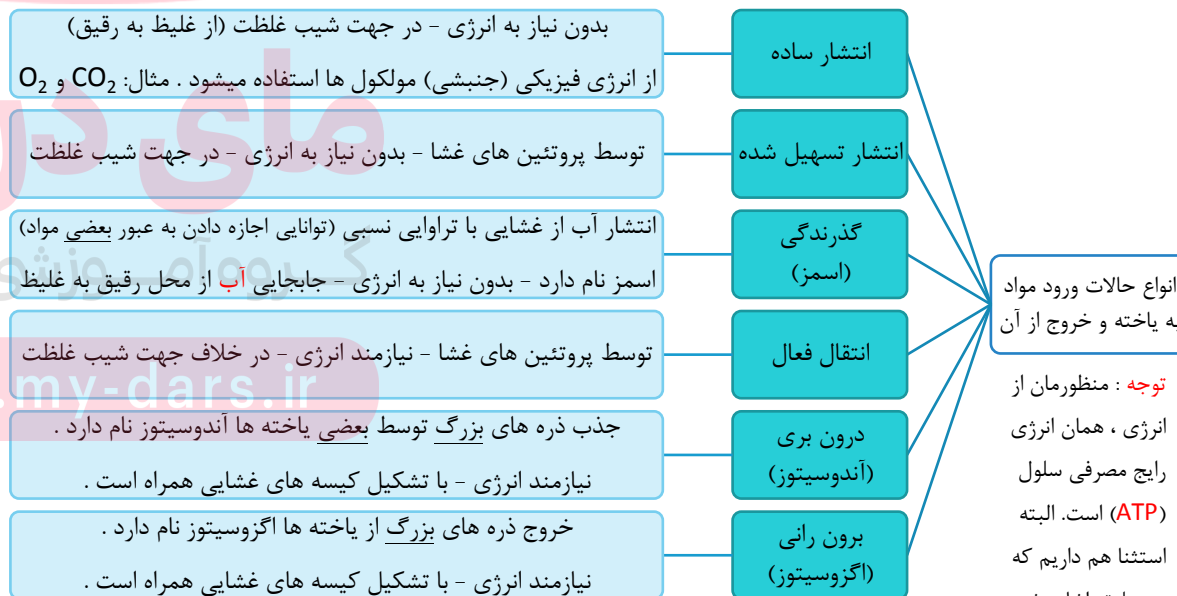 انواع حالات ورود مواد
به یاخته و خروج از آن
توجه : منظورمان از
انرژی ، همان انرژی
رایج مصرفی سلول
(ATP) است. البته
استثنا هم داریم که
انتشار ساده
بدون نیاز به انرژی - در جهت شیب غلظت (از غلیظ به رقیق)
از انرژی فیزیکی (جنبشی) مولکول ها استفاده میشود . مثال: CO2 و O2
انتشار تسهیل شده
توسط پروتئین های غشا - بدون نیاز به انرژی - در جهت شیب غلظت
گذرندگی
(اسمز)
انتشار آب از غشایی با تراوایی نسبی (توانایی اجازه دادن به عبور بعضی مواد)
اسمز نام دارد - بدون نیاز به انرژی - جابجایی آب از محل رقیق به غلیظ
انتقال فعال
توسط پروتئین های غشا - نیازمند انرژی - در خلاف جهت شیب غلظت
درون بری
(آندوسیتوز)
جذب ذره های بزرگ توسط بعضی یاخته ها آندوسیتوز نام دارد .
نیازمند انرژی - با تشکیل کیسه های غشایی همراه است .
برون رانی
(اگزوسیتوز)
خروج ذره های بزرگ از یاخته ها اگزوسیتوز نام دارد .
نیازمند انرژی - با تشکیل کیسه های غشایی همراه است .
مای در
گروه آموزشی
.my-dars.ir